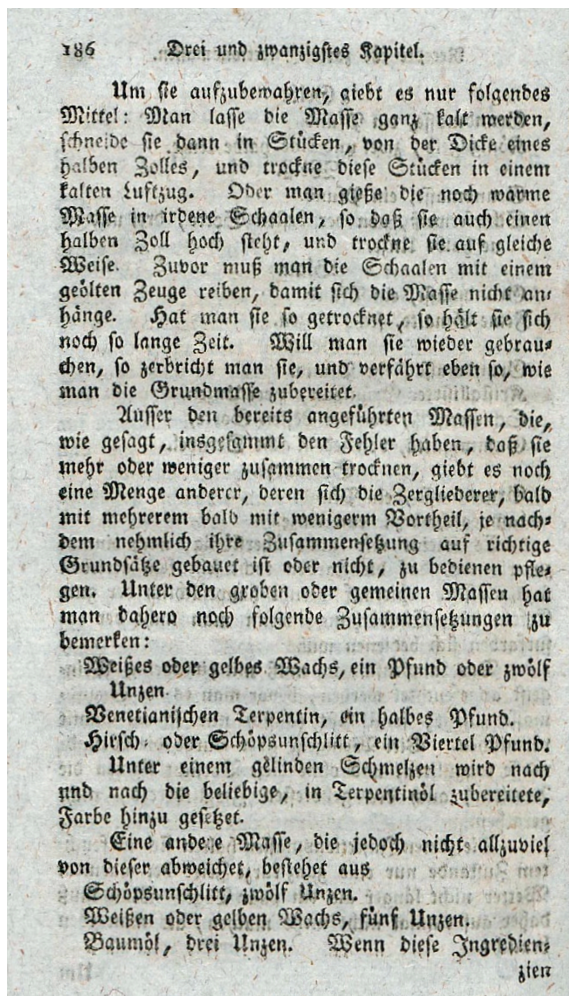 186 Drei und zwanzigstes Kapitel.
Um sie aufzubewahren, giebt es nur folgendes
Mittel: Man lasse die Masse ganz kalt werden,
schneide sie dann in Stücken, von der Dicke eines
halben Zolles, und trockne diese Stücken in einem
kalten Luftzug. Oder man gieße die noch warme
Masse in irdene Schaalen, so daß sie auch einen
halben Zoll hoch steht, und trockne sie auf gleiche
Weise. Zuvor muß man die Schaalen mit einem
geölten Zeuge reiben, damit sich die Masse nicht an-
hänge. Hat man sie so getrocknet, so hält sie sich
noch so lange Zeit. Will man sie wieder gebrau-
chen, so zerbricht man sie, und verfährt eben so, wie
man die Grundmasse zubereitet.
Ausser den bereits angeführten Massen, die,
wie gesagt, insgesammt den Fehler haben, daß sie
mehr oder weniger zusammen trocknen, giebt es noch
eine Menge anderer, deren sich die Zergliederer, bald
mit mehrerem bald mit wenigerm Vortheil, je nach-
dem nehmlich ihre Zusammensetzung auf richtige
Grundsätze gebauet ist oder nicht, zu bedienen pfle-
gen. Unter den groben oder gemeinen Massen hat
man dahero noch folgende Zusammensetzungen zu
bemerken:
Weißes oder gelbes Wachs, ein Pfund oder zwölf
Unzen.
Venetianischen Terpentin, ein halbes Pfund.
Hirsch- oder Schöpsunschlitt, ein Viertel Pfund.
Unter einem gelinden Schmelzen wird nach
und nach die beliebige, in Terpentinöl zubereitete,
Farbe hinzu gesetzet.
Eine andere Masse, die jedoch nicht allzuviel
von dieser abweichet, bestehet aus
Schöpsunschlitt, zwölf Unzen.
Weißen oder gelben Wachs, fünf Unzen.
Baumöl, drei Unzen. Wenn diese Ingredien-
zien